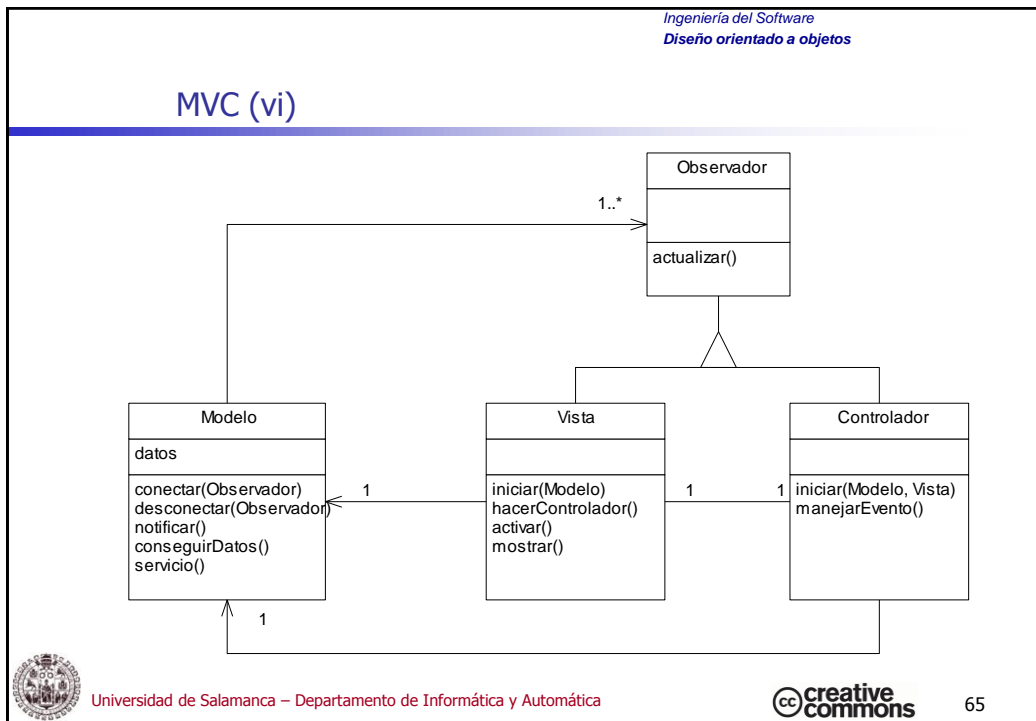 Ingeniería del Software
Diseño orientado a objetos
MVC (vi)
Observador
actualizar()
1..*
Modelo
datos
conectar(Observador)
desconectar(Observador)
notificar()
conseguirDatos()
servicio()
1
Vista
iniciar(Modelo)
hacerControlador()
activar()
mostrar()
1
1
Controlador
iniciar(Modelo, Vista)
manejarEvento()
1
Universidad de Salamanca – Departamento de Informática y Automática
cc creative commons
65